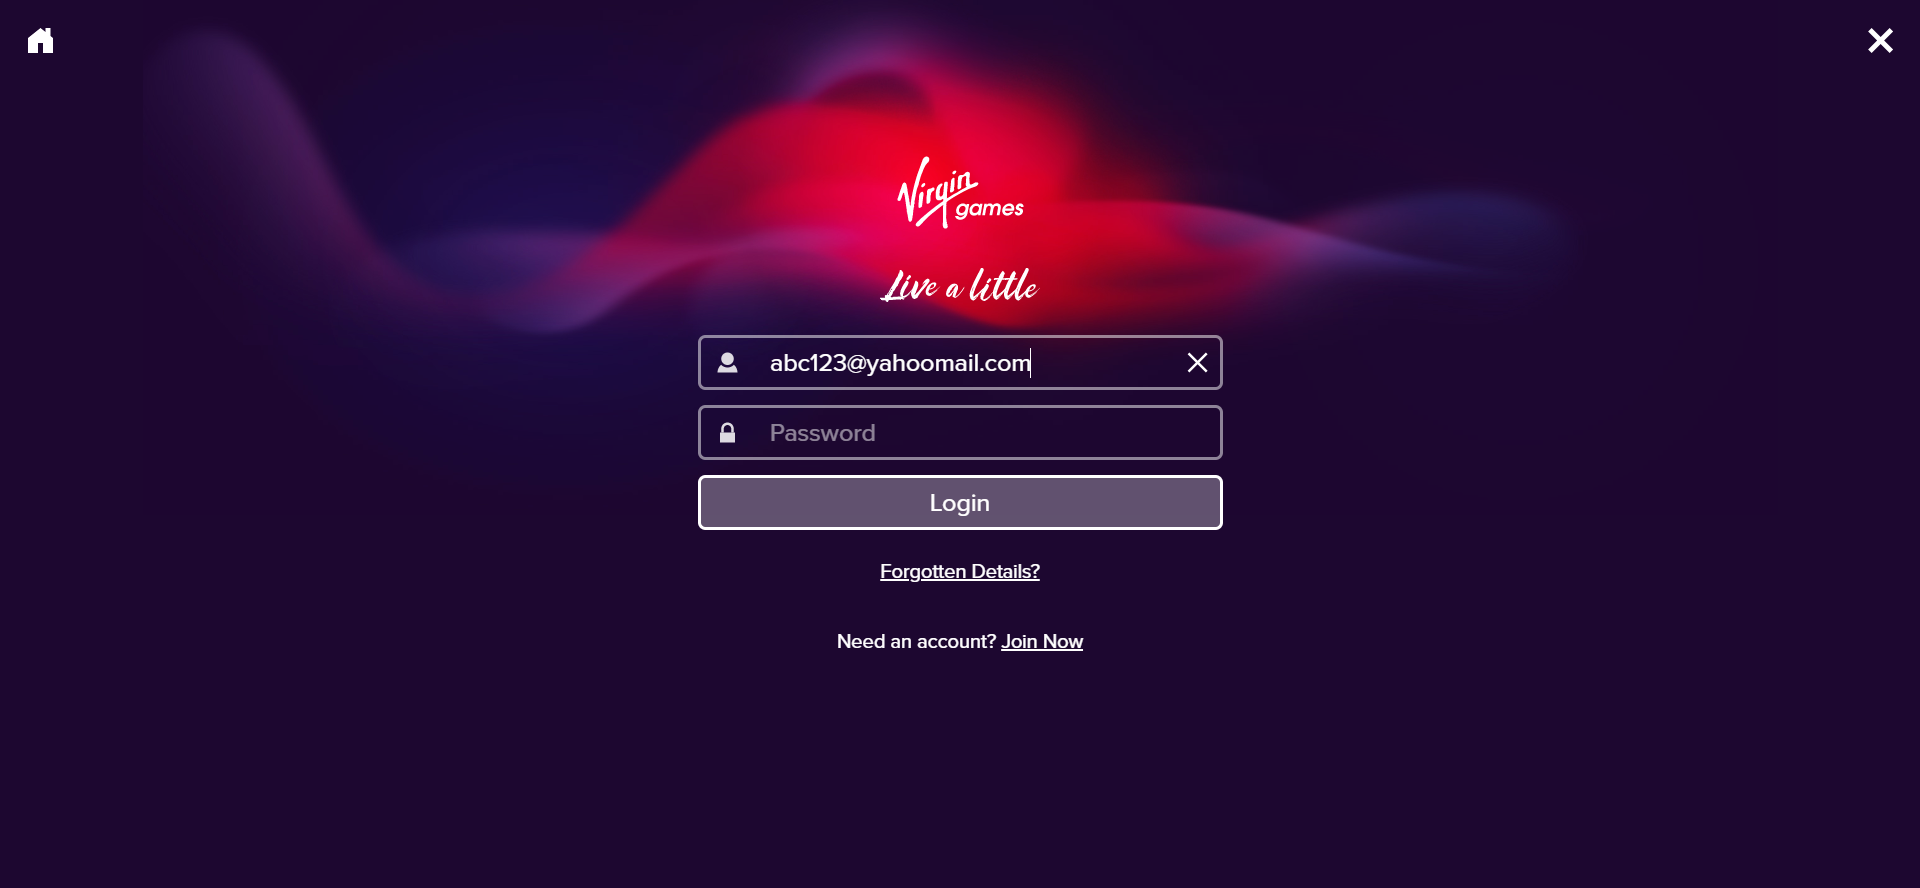 Virgin
games
Live a little
abc123@yahoomail.com
Password
Login
Forgotten Details?
Need an account? Join Now